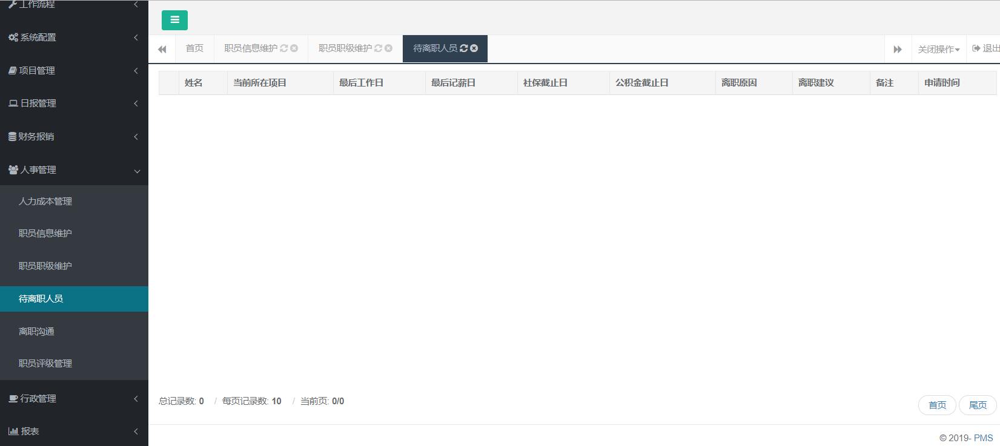 工作流程
系统配置
项目管理
日报管理
财务报销
人事管理
人力成本管理
职员信息维护
职员职级维护
待离职人员
离职沟通
职员评级管理
行政管理
报表
首页 职员信息维护 职员职级维护 待离职人员 关闭操作 退出
姓名 当前所在项目 最后工作日 最后记薪日 社保截止日 公积金截止日 离职原因 离职建议 备注 申请时间
总记录数: 0 / 每页记录数: 10 / 当前页: 0/0
首页 尾页
© 2019- PMS